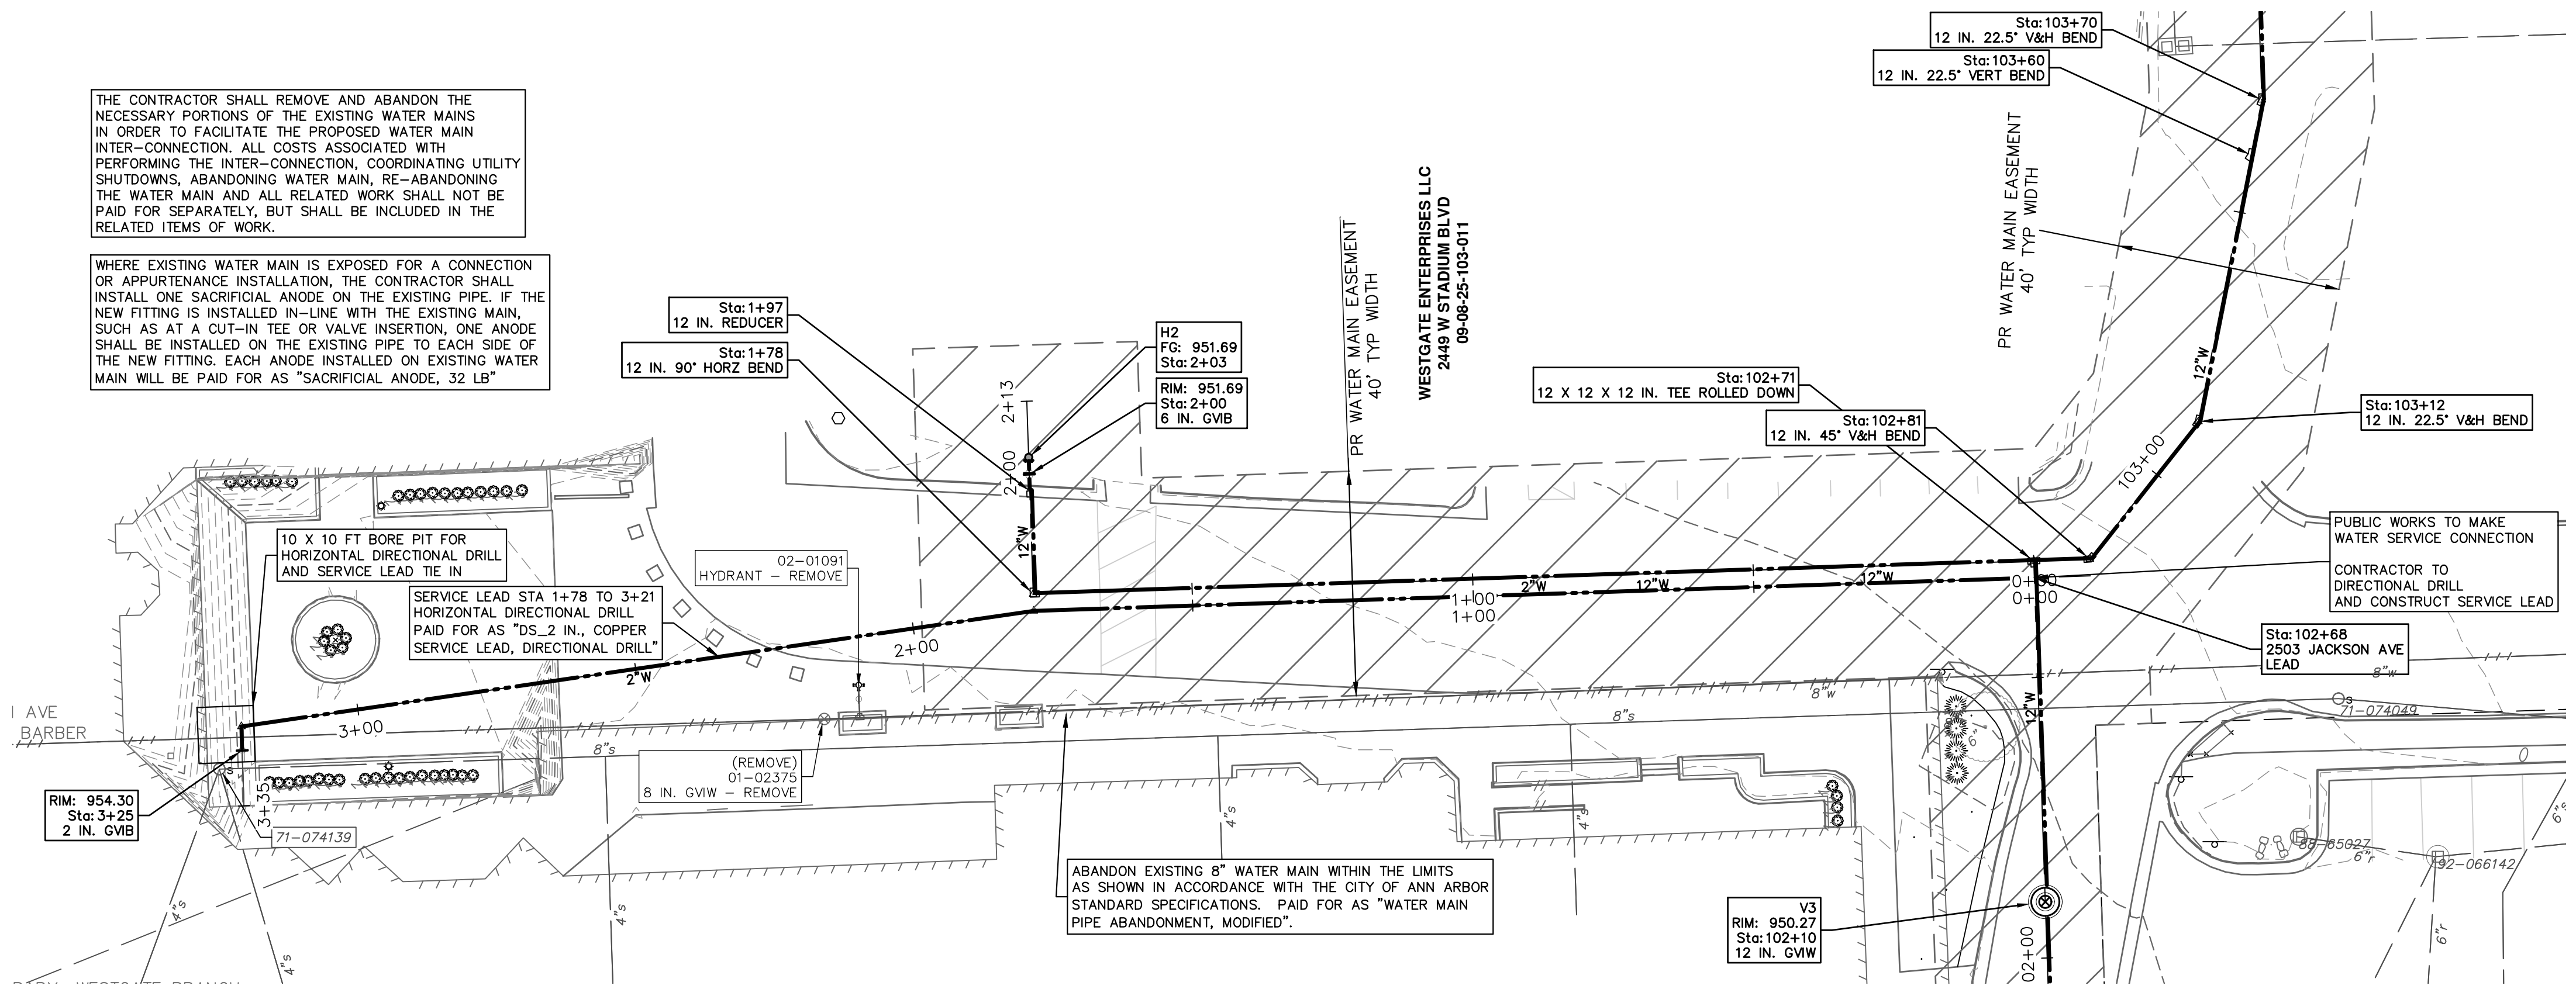 THE CONTRACTOR SHALL REMOVE AND ABANDON THE
NECESSARY PORTIONS OF THE EXISTING WATER MAINS
IN ORDER TO FACILITATE THE PROPOSED WATER MAIN
INTER-CONNECTION. ALL COSTS ASSOCIATED WITH
PERFORMING THE INTER-CONNECTION, COORDINATING UTILITY
SHUTDOWNS, ABANDONING WATER MAIN, RE-ABANDONING
THE WATER MAIN AND ALL RELATED WORK SHALL NOT BE
PAID FOR SEPARATELY, BUT SHALL BE INCLUDED IN THE
RELATED ITEMS OF WORK.
WHERE EXISTING WATER MAIN IS EXPOSED FOR A CONNECTION
OR APPURTENANCE INSTALLATION, THE CONTRACTOR SHALL
INSTALL ONE SACRIFICIAL ANODE ON THE EXISTING PIPE. IF THE
NEW FITTING IS INSTALLED IN-LINE WITH THE EXISTING MAIN,
SUCH AS AT A CUT-IN TEE OR VALVE INSERTION, ONE ANODE
SHALL BE INSTALLED ON THE EXISTING PIPE TO EACH SIDE OF
THE NEW FITTING. EACH ANODE INSTALLED ON EXISTING WATER
MAIN WILL BE PAID FOR AS "SACRIFICIAL ANODE, 32 LB"
Sta: 103+70
12 IN. 22.5° V&H BEND
Sta: 103+60
12 IN. 22.5° VERT BEND
PR WATER MAIN EASEMENT
40' TYP WIDTH
WESTGATE ENTERPRISES LLC
2449 W STADIUM BLVD
09-08-25-103-011
PR WATER MAIN EASEMENT
40' TYP WIDTH
Sta: 1+97
12 IN. REDUCER
Sta: 1+78
12 IN. 90° HORZ BEND
H2
FG: 951.69
Sta: 2+03
RIM: 951.69
Sta: 2+00
6 IN. GVIB
2+13
2+00
12"W
Sta: 102+71
12 X 12 X 12 IN. TEE ROLLED DOWN
Sta: 102+81
12 IN. 45° V&H BEND
12"W
Sta: 103+12
12 IN. 22.5° V&H BEND
103+00
10 X 10 FT BORE PIT FOR
HORIZONTAL DIRECTIONAL DRILL
AND SERVICE LEAD TIE IN
SERVICE LEAD STA 1+78 TO 3+21
HORIZONTAL DIRECTIONAL DRILL
PAID FOR AS "DS_2 IN., COPPER
SERVICE LEAD, DIRECTIONAL DRILL"
02-01091
HYDRANT - REMOVE
PUBLIC WORKS TO MAKE
WATER SERVICE CONNECTION
CONTRACTOR TO
DIRECTIONAL DRILL
AND CONSTRUCT SERVICE LEAD
Sta: 102+68
2503 JACKSON AVE
LEAD
1+00
1+00
2"W
12"W
12"W
0+00
0+00
2+00
2"W
3+00
8"w
8"w
8"s
8"s
71-074049
AVE
BARBER
(REMOVE)
01-02375
8 IN. GVIW - REMOVE
RIM: 954.30
Sta: 3+25
2 IN. GVIB
3+35
s
71-074139
12"W
6"
s
88-65027
6"r
92-066142
6"s
6"r
4"s
4"s
4"s
4"s
4"s
ABANDON EXISTING 8" WATER MAIN WITHIN THE LIMITS
AS SHOWN IN ACCORDANCE WITH THE CITY OF ANN ARBOR
STANDARD SPECIFICATIONS. PAID FOR AS "WATER MAIN
PIPE ABANDONMENT, MODIFIED".
V3
RIM: 950.27
Sta: 102+10
12 IN. GVIW
02+00